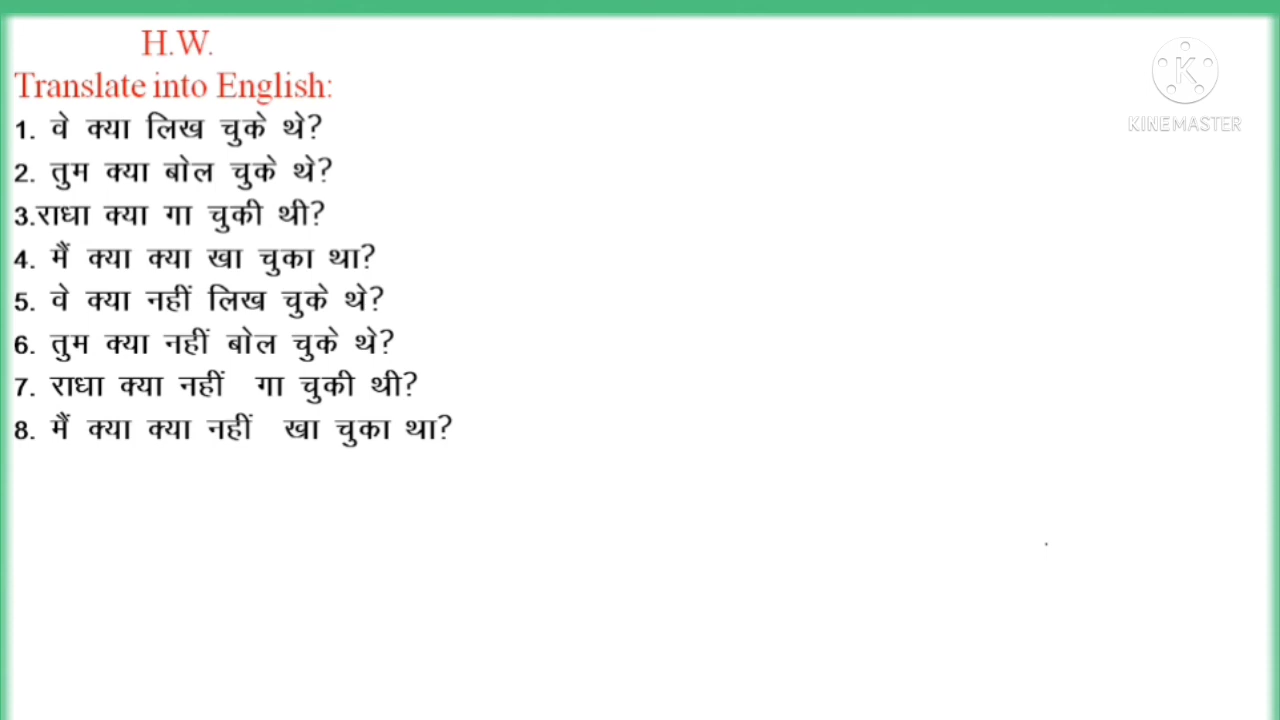 H.W.
Translate into English:
1. वे क्या लिख चुके थे?
2. तुम क्या बोल चुके थे?
3.राधा क्या गा चुकी थी?
4. मैं क्या क्या खा चुका था?
5. वे क्या नहीं लिख चुके थे?
6. तुम क्या नहीं बोल चुके थे?
7. राधा क्या नहीं गा चुकी थी?
8. मैं क्या क्या नहीं खा चुका था?
K
KINEMASTER